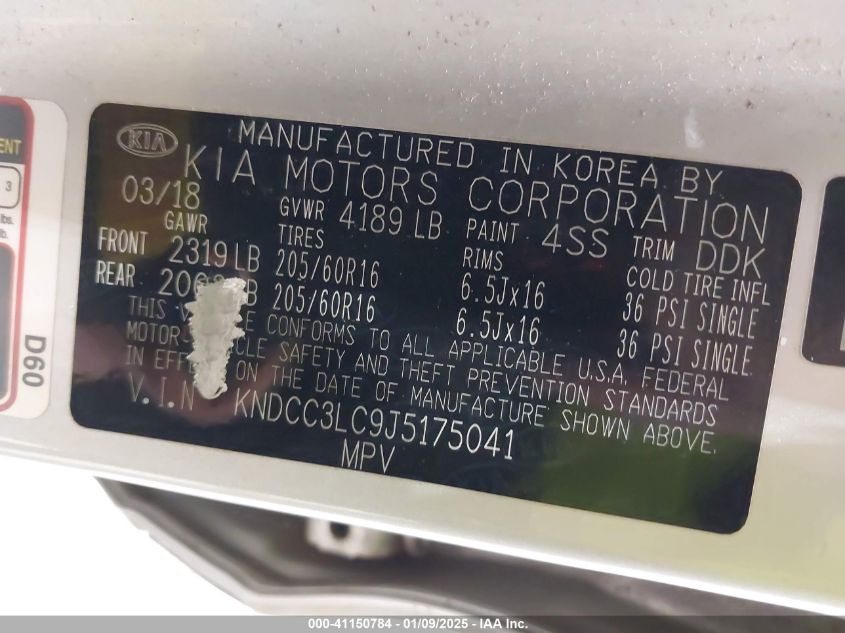 KIA
MANUFACTURED IN KOREA BY
KIA MOTORS CORPORATION
03/18
GVWR 4189 LB
PAINT 4SS
TRIM DDK
GAWR
TIRES
RIMS
COLD TIRE INFL
FRONT 2319LB 205/60R16 6.5Jx16 36 PSI SINGLE
REAR 205/60R16 6.5Jx16 36 PSI SINGLE
THIS CONFORMS TO ALL APPLICABLE U.S.A. FEDERAL
MOTOR SAFETY AND THEFT PREVENTION STANDARDS
IN ON THE DATE OF MANUFACTURE SHOWN ABOVE.
V.I.N KNDCC3LC9J5175041
MPV
3
lbs.
lb.
D60
000-41150784 - 01/09/2025 - IAA Inc.